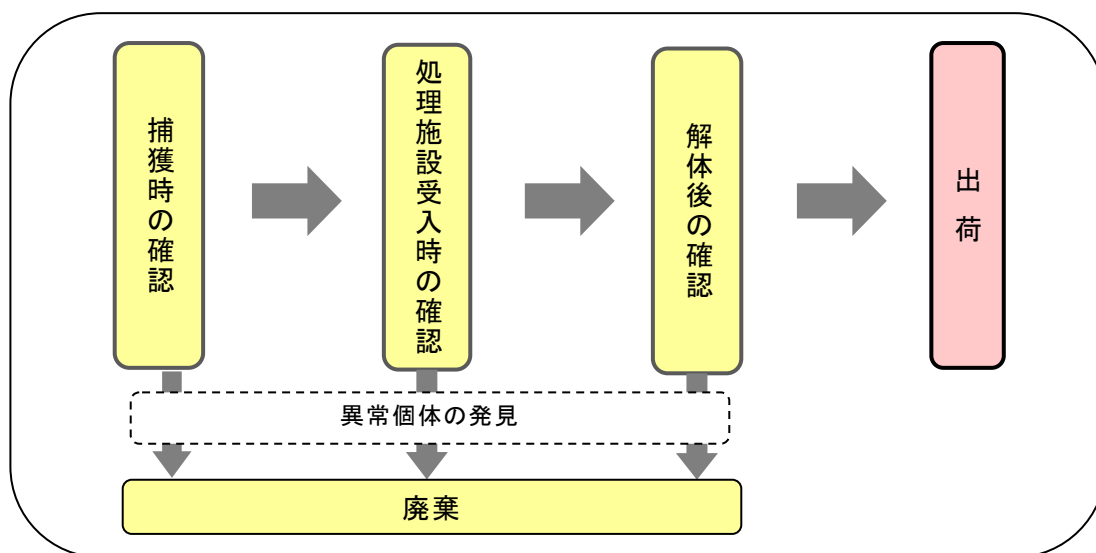 捕獲時の確認
処理施設受入時の確認
解体後の確認
出荷
異常個体の発見
廃棄